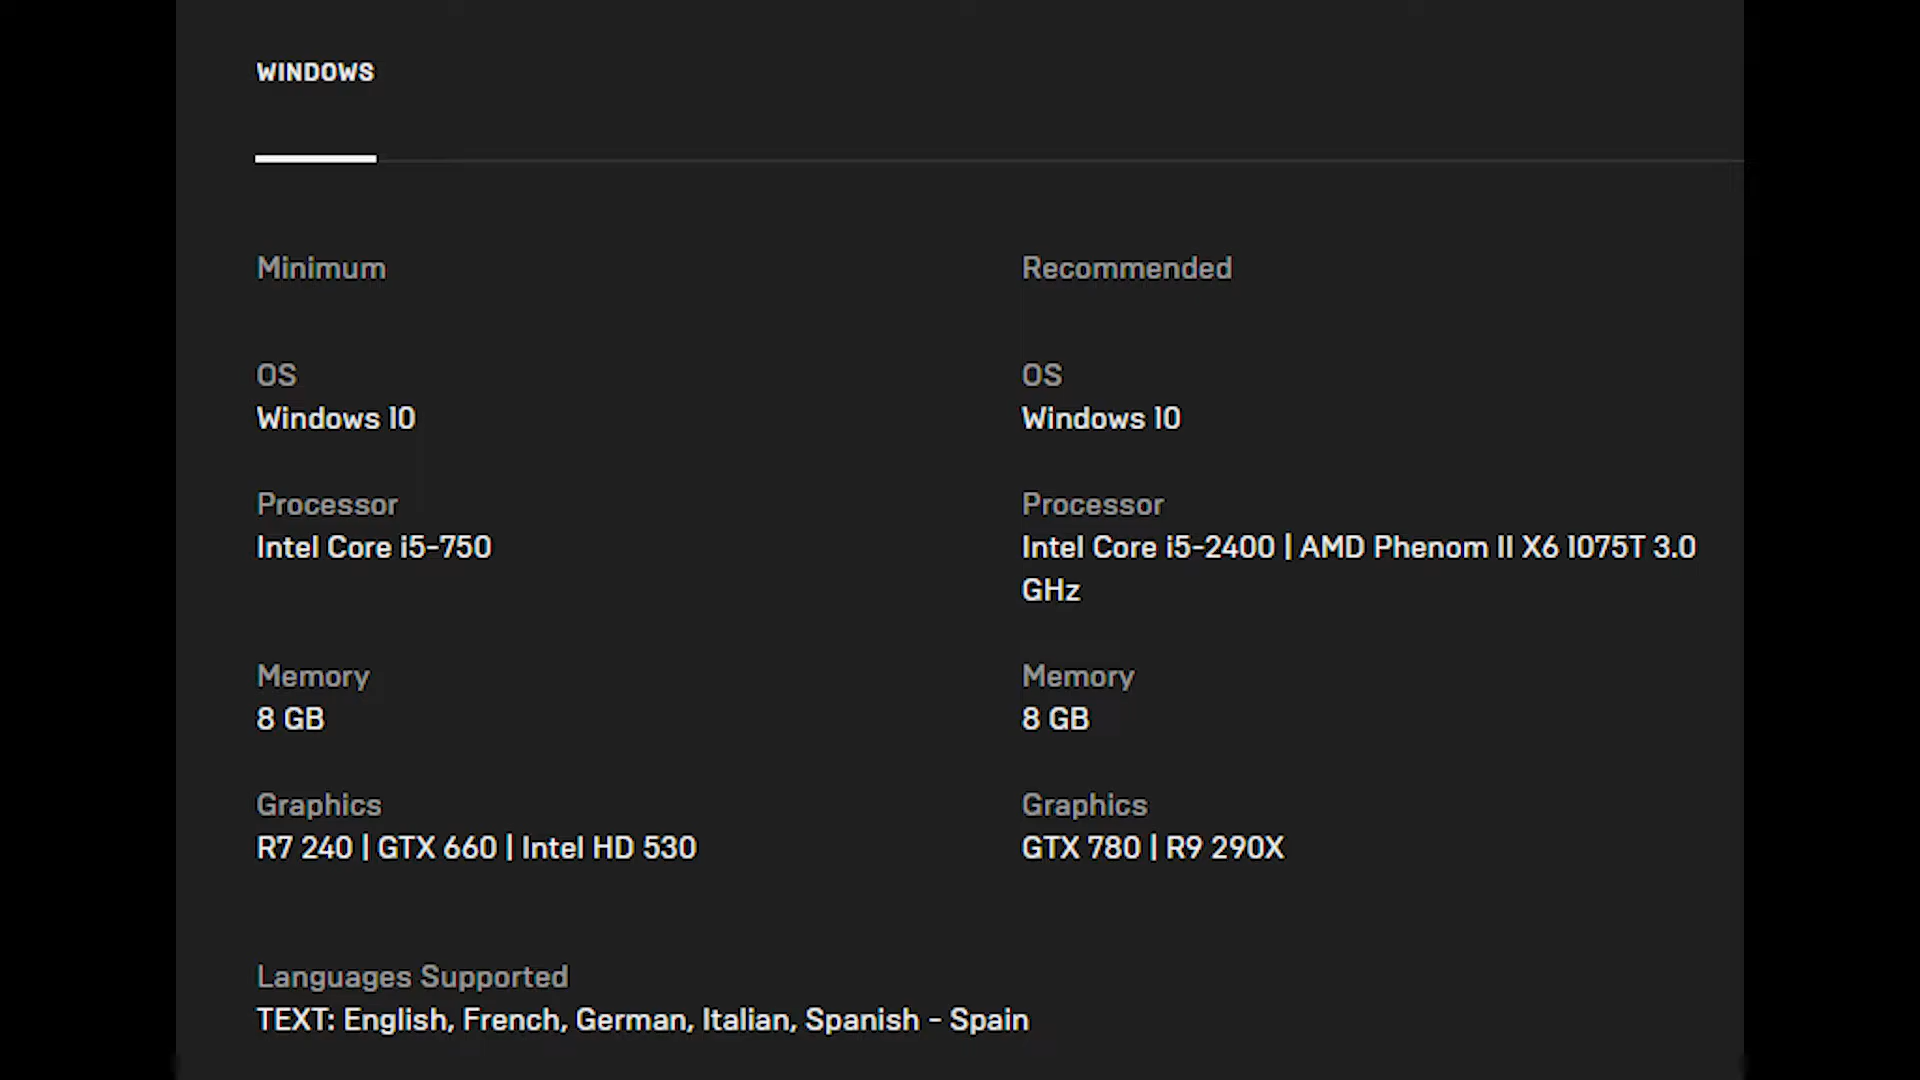 WINDOWS
Minimum
Recommended
OS
Windows 10
OS
Windows 10
Processor
Intel Core i5-750
Processor
Intel Core i5-2400 | AMD Phenom II X6 1075T 3.0
GHz
Memory
8 GB
Memory
8 GB
Graphics
R7 240 | GTX 660 | Intel HD 530
Graphics
GTX 780 | R9 290X
Languages Supported
TEXT: English, French, German, Italian, Spanish - Spain